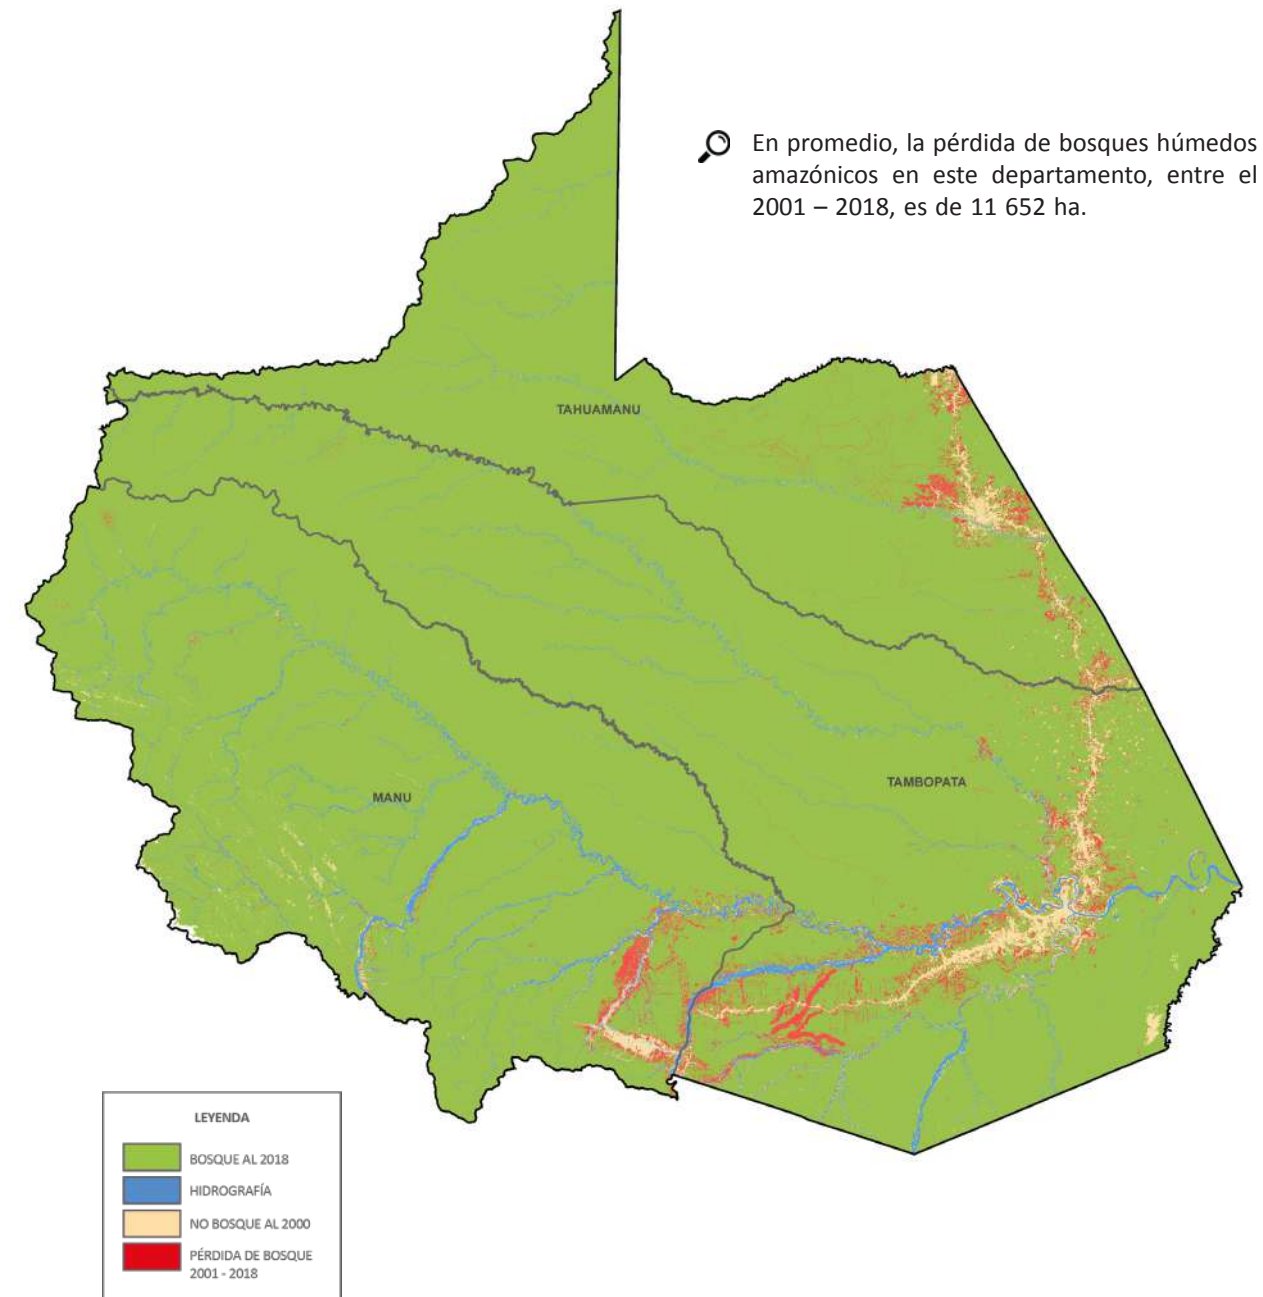 En promedio, la pérdida de bosques húmedos
amazónicos en este departamento, entre el
2001 – 2018, es de 11 652 ha.
TAHUAMANU
TAMBOPATA
MANU
LEYENDA
BOSQUE AL 2018
HIDROGRAFÍA
NO BOSQUE AL 2000
PÉRDIDA DE BOSQUE
2001 - 2018